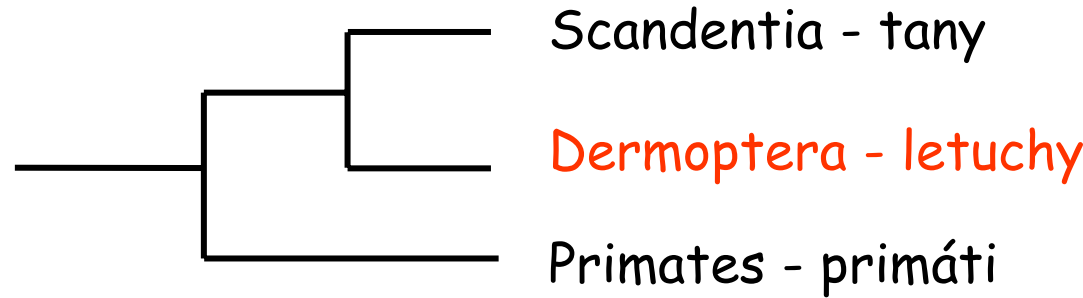 Scandentia - tany
Dermoptera - letuchy
Primates - primáti